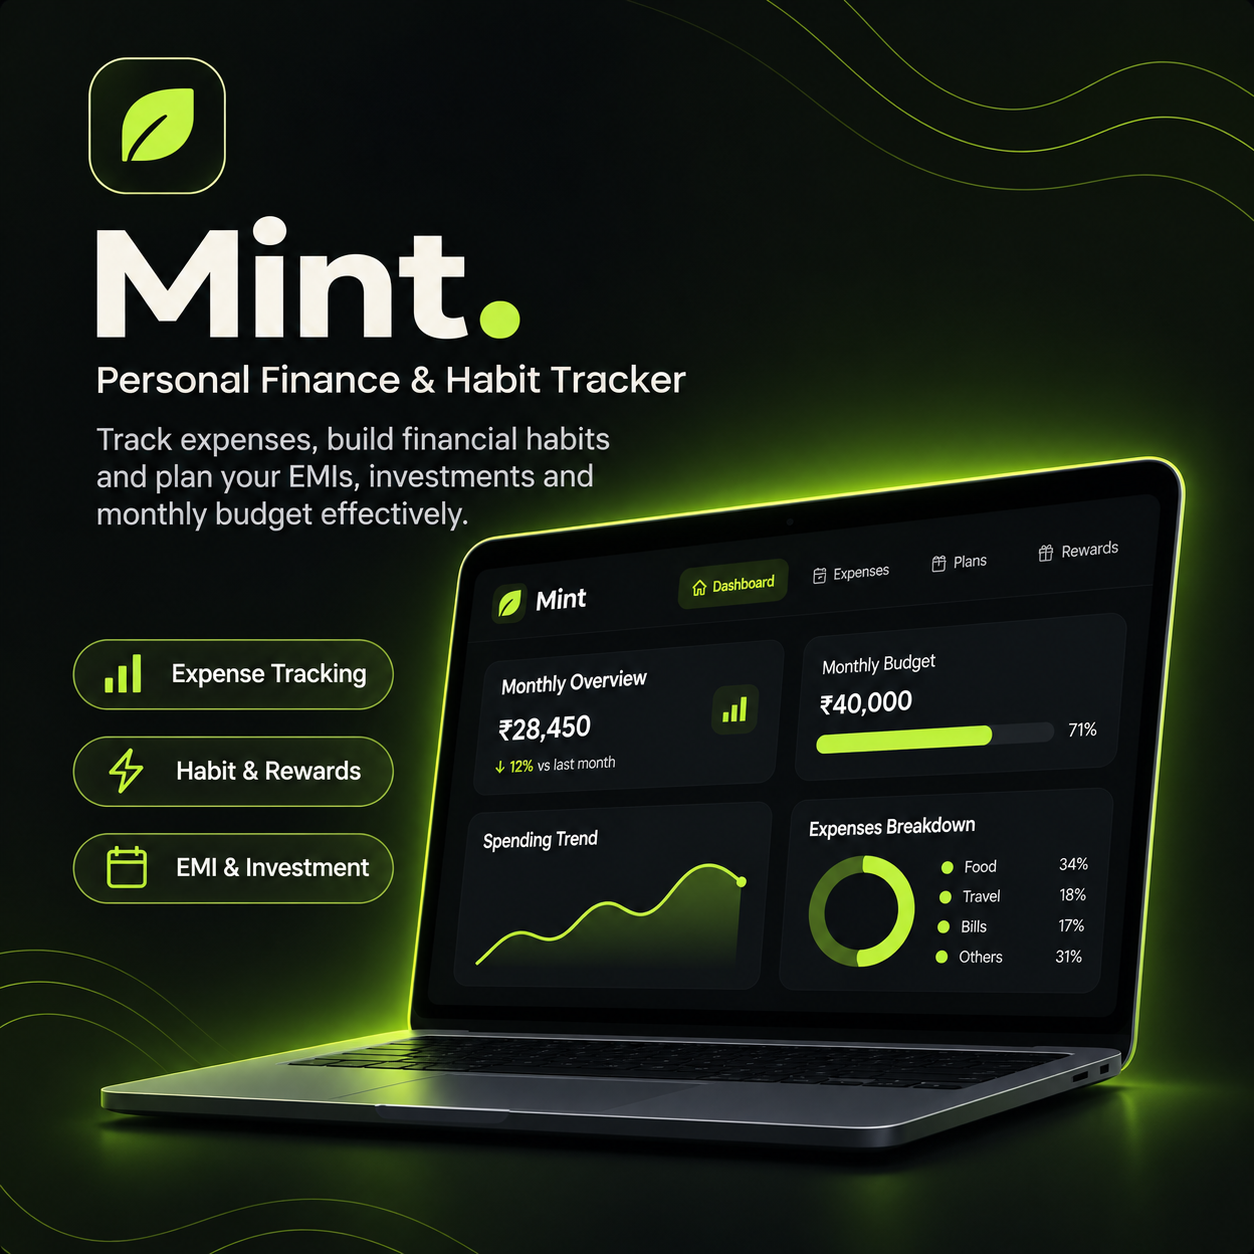 Mint.
Personal Finance & Habit Tracker
Track expenses, build financial habits
and plan your EMIs, investments and
monthly budget effectively.
Expense Tracking
Habit & Rewards
EMI & Investment
Mint
Dashboard
Expenses
Plans
Rewards
Monthly Overview
₹28,450
↓ 12% vs last month
Monthly Budget
₹40,000
71%
Spending Trend
Expenses Breakdown
Food 34%
Travel 18%
Bills 17%
Others 31%